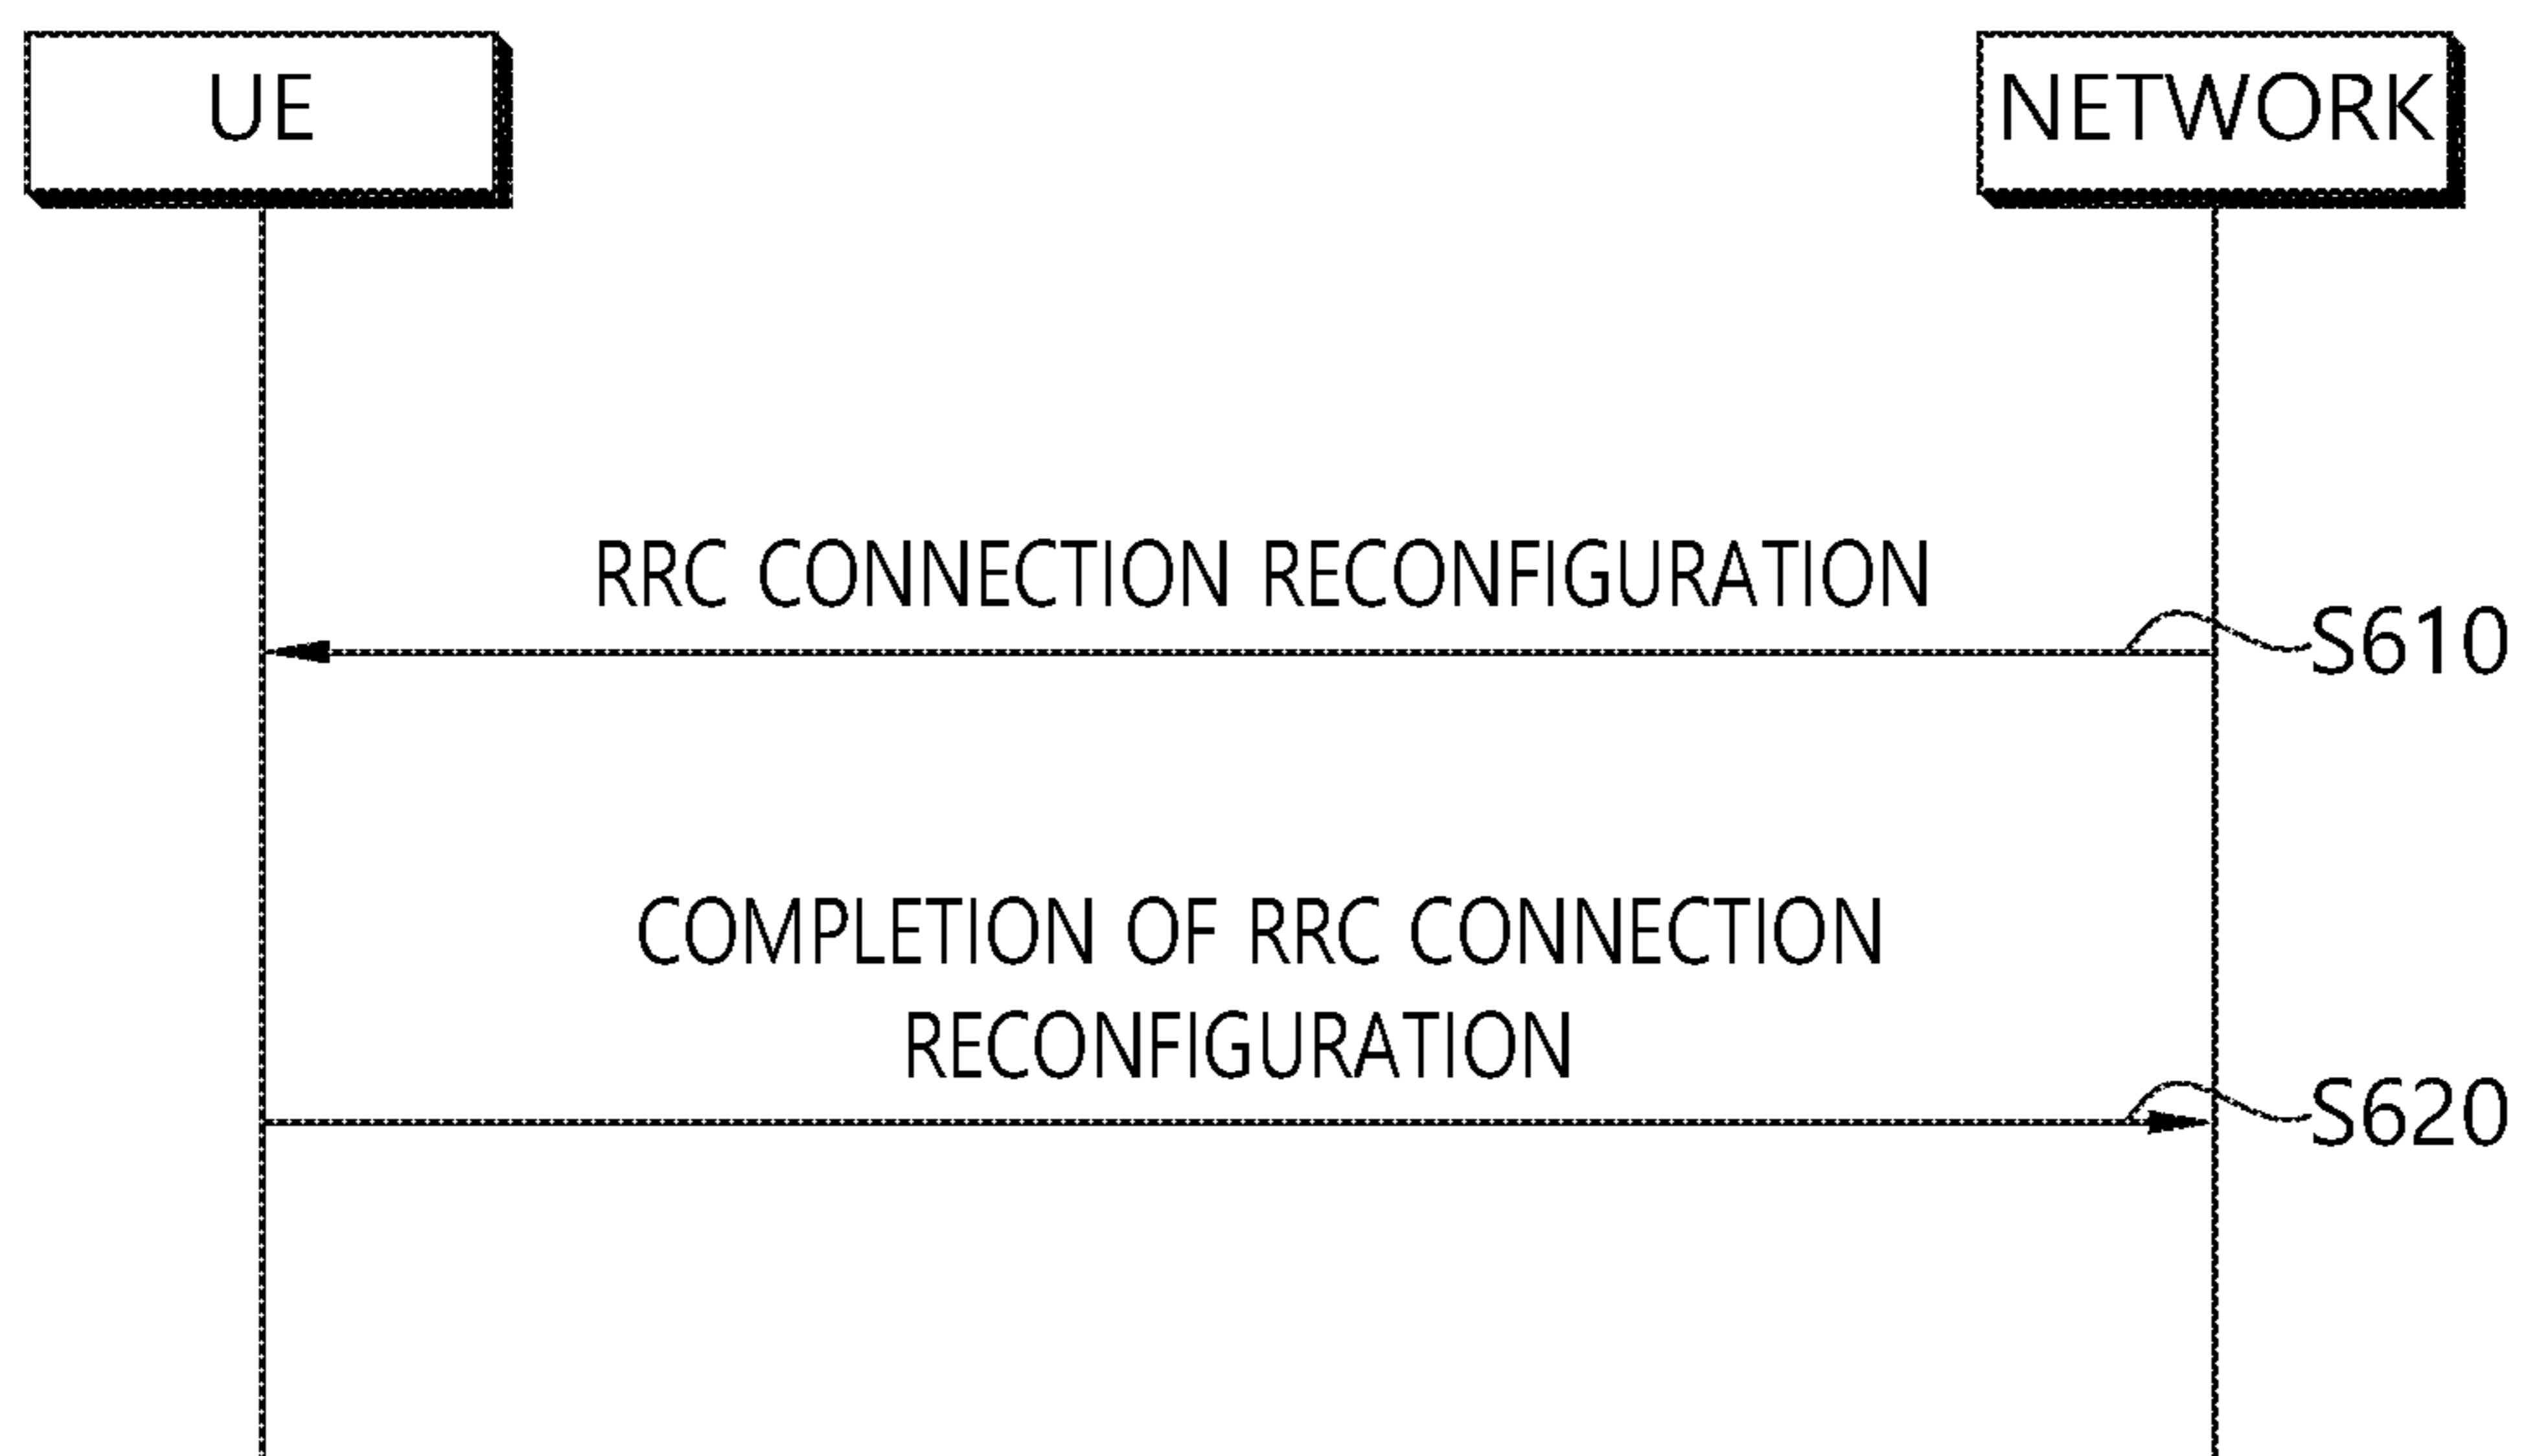 UE
NETWORK
RRC CONNECTION RECONFIGURATION
S610
COMPLETION OF RRC CONNECTION
RECONFIGURATION
S620